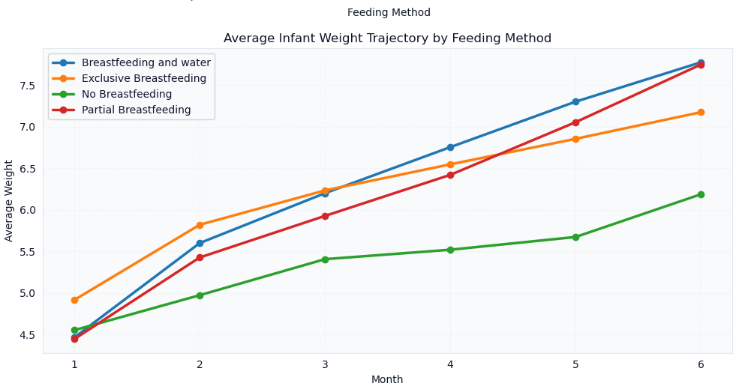 Feeding Method
Average Infant Weight Trajectory by Feeding Method
Breastfeeding and water
Exclusive Breastfeeding
No Breastfeeding
Partial Breastfeeding
Average Weight
7.5
7.0
6.5
6.0
5.5
5.0
4.5
1 2 3 4 5 6
Month